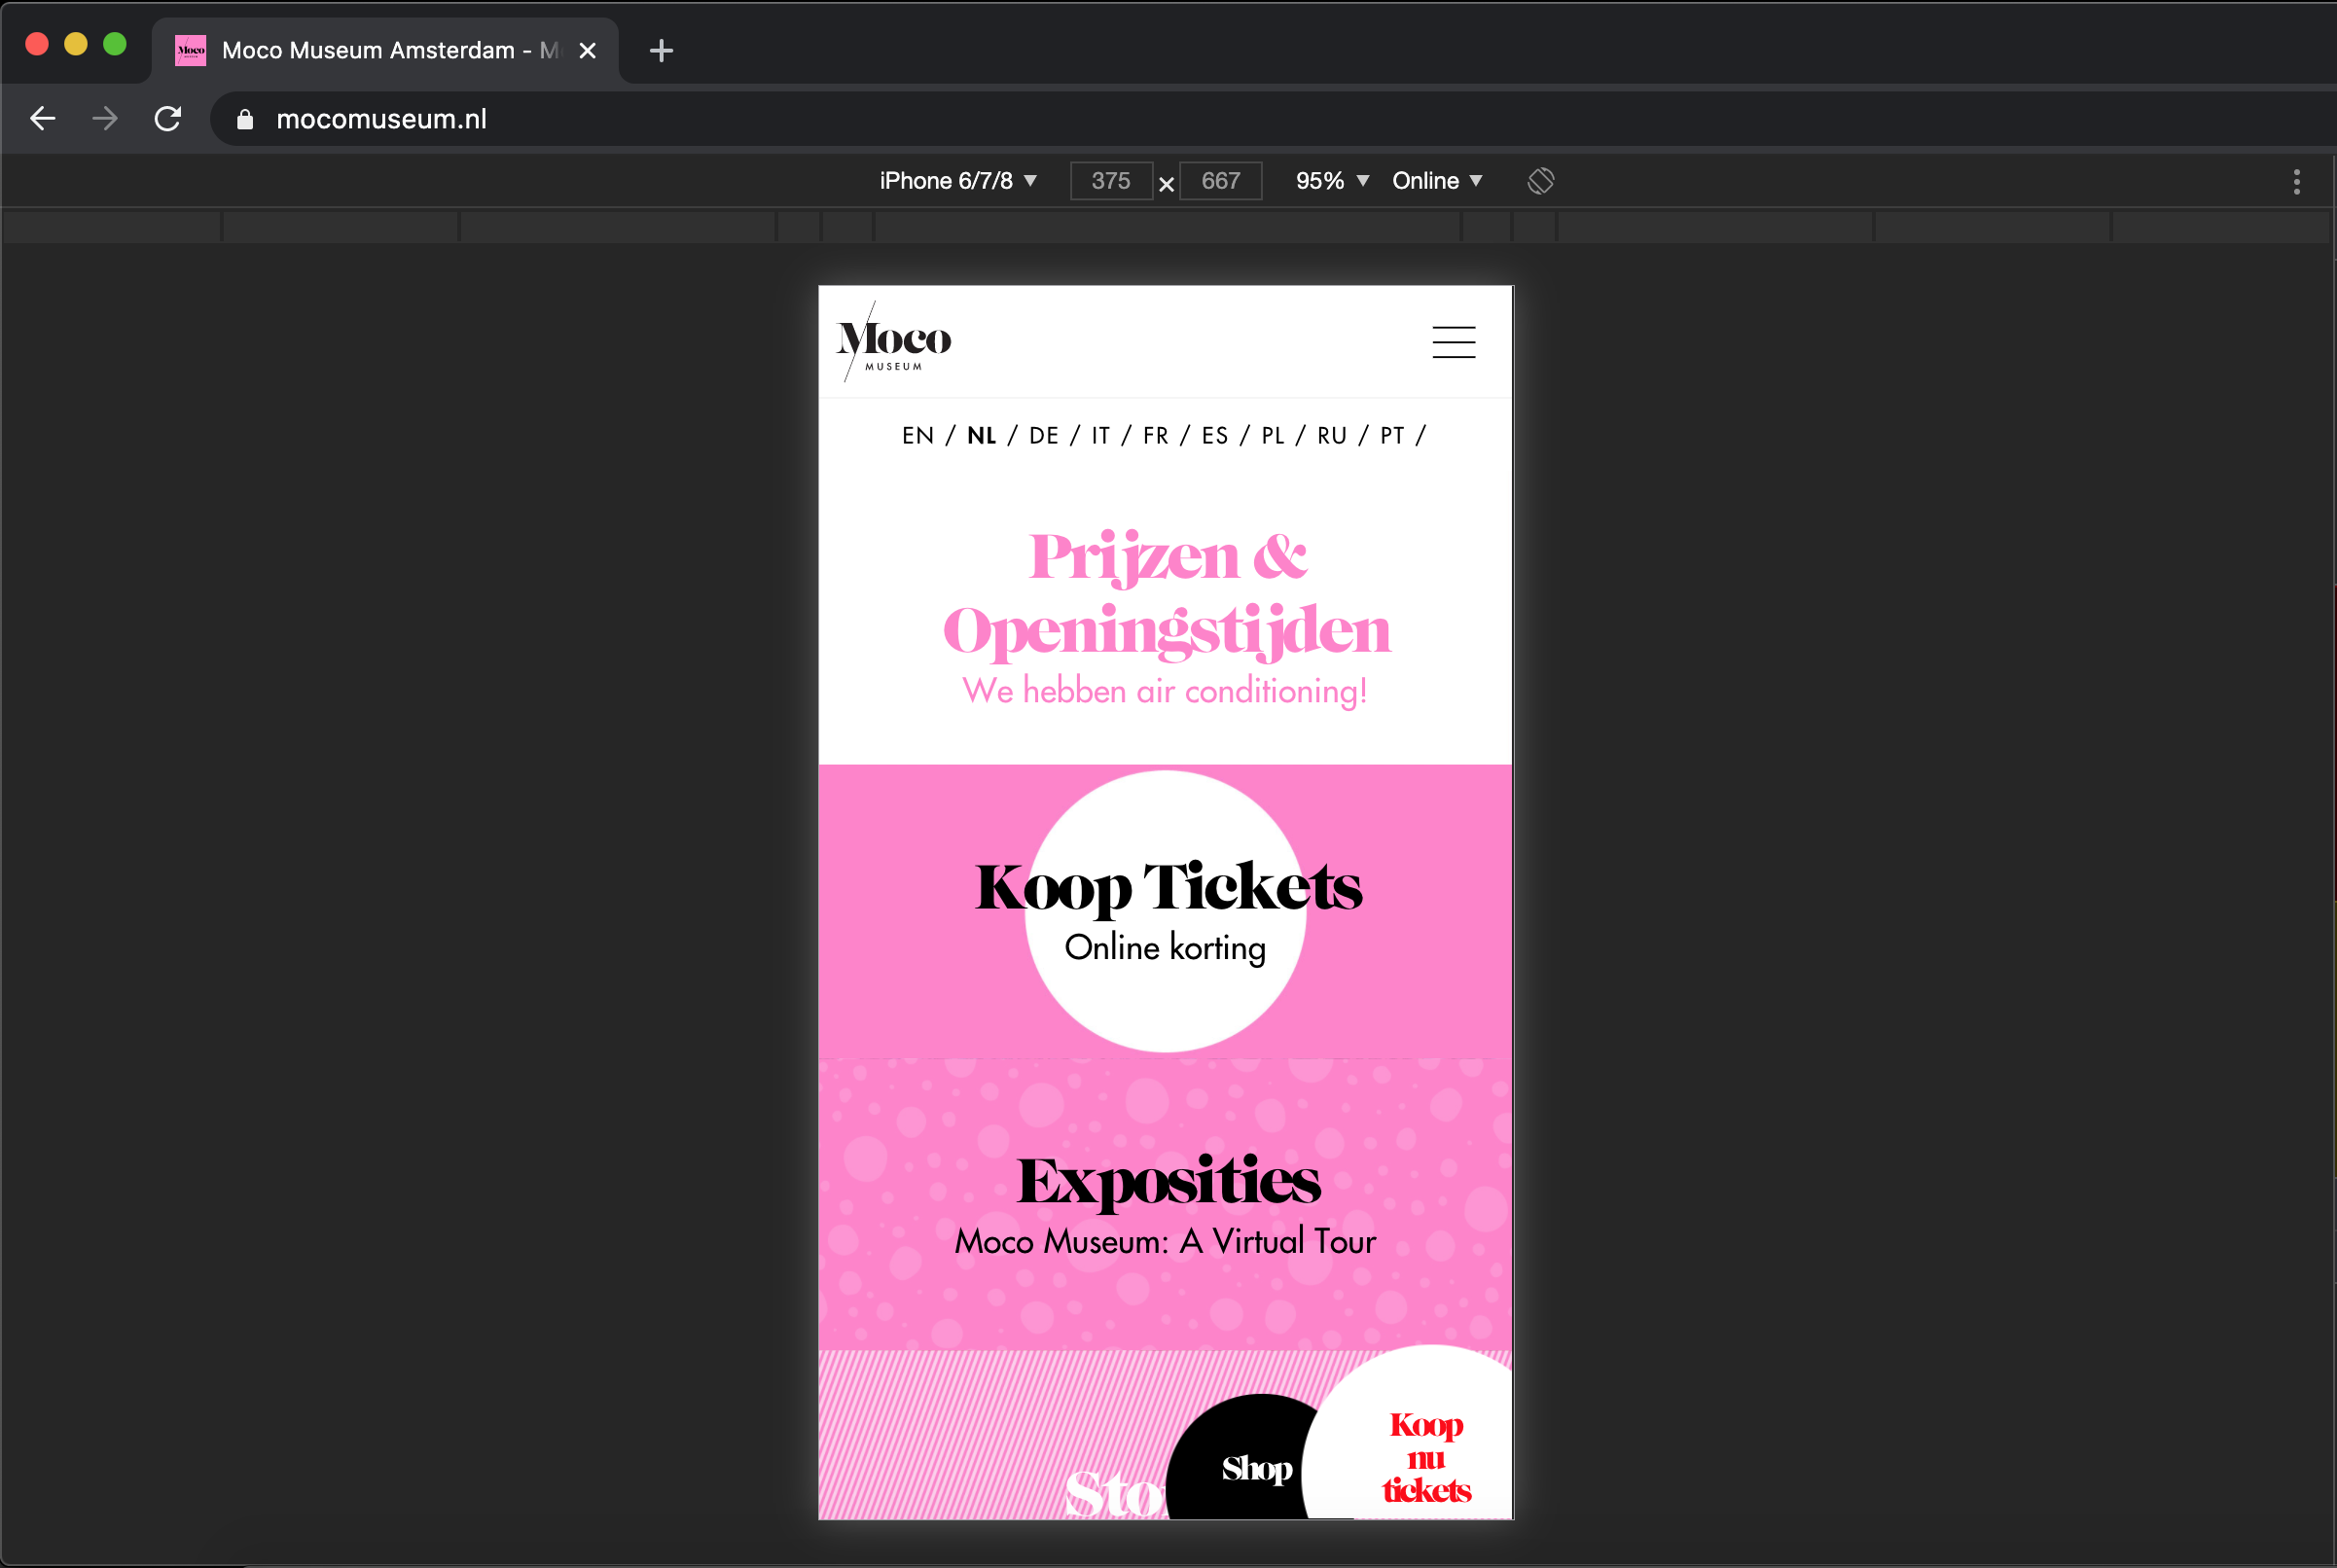 Moco Museum Amsterdam -
mocomuseum.nl
iPhone 6/7/8 375 × 667 95% Online
Moco
MUSEUM
EN / NL / DE / IT / FR / ES / PL / RU / PT /
Prijzen &
Openingstijden
We hebben air conditioning!
Koop Tickets
Online korting
Exposities
Moco Museum: A Virtual Tour
Shop
Koop
nu
tickets